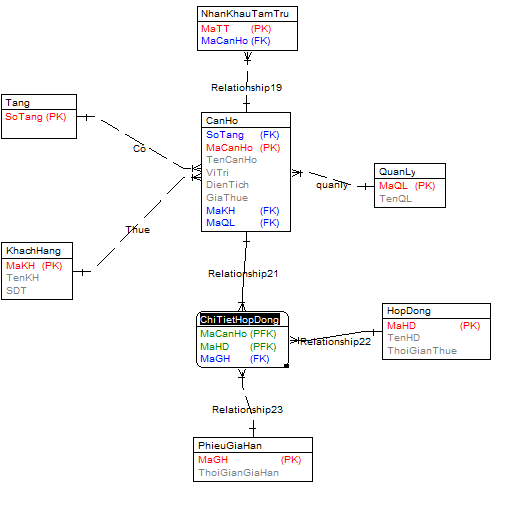 NhanKhauTamTru
MaTT (PK)
MaCanHo (FK)
Relationship19
Tang
SoTang (PK)
Co
CanHo
SoTang (FK)
MaCanHo (PK)
TenCanHo
ViTri
DienTich
GiaThue
MaKH (FK)
MaQL (FK)
quanly
QuanLy
MaQL (PK)
TenQL
Thue
KhachHang
MaKH (PK)
TenKH
SDT
Relationship21
ChiTietHopDong
MaCanHo (PFK)
MaHD (PFK)
MaGH (FK)
Relationship22
HopDong
MaHD (PK)
TenHD
ThoiGianThue
Relationship23
PhieuGiaHan
MaGH (PK)
ThoiGianGiaHan